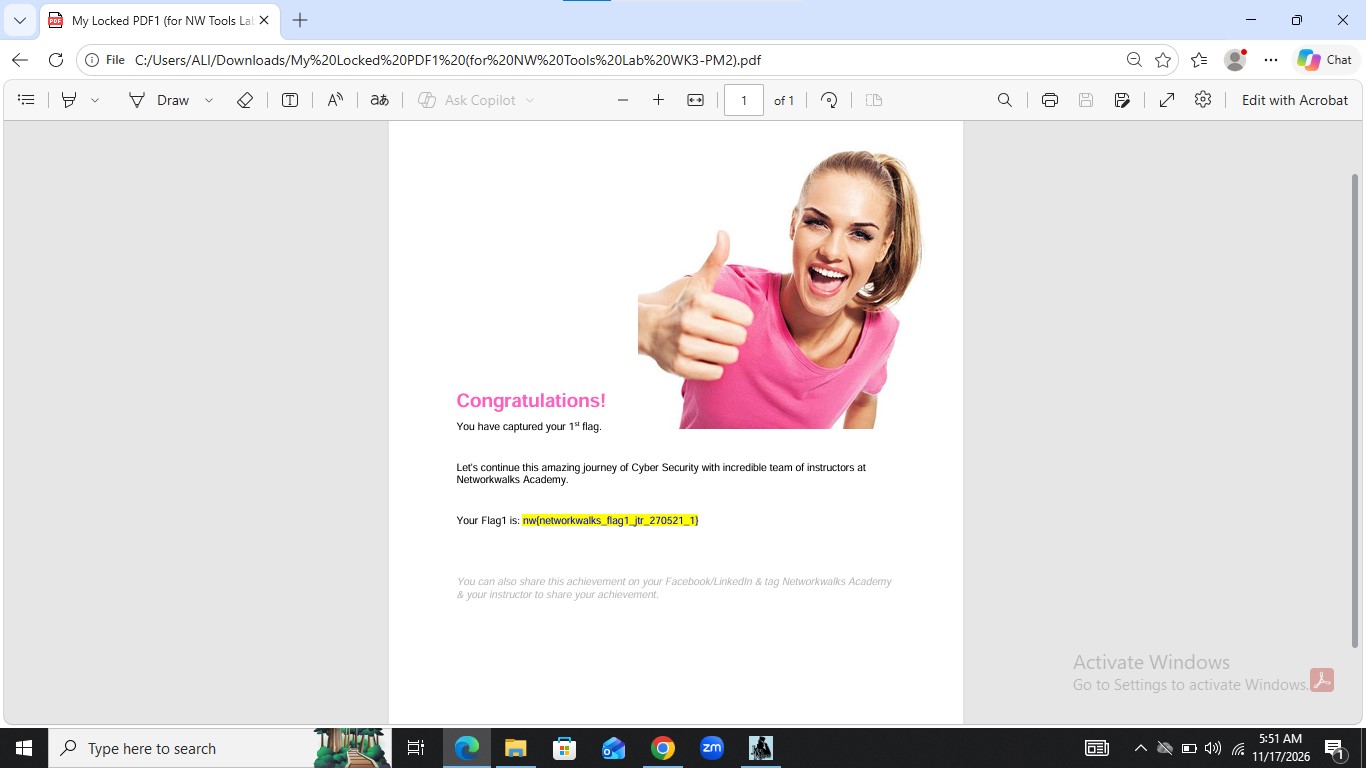 My Locked PDF1 (for NW Tools La
File C:/Users/ALI/Downloads/My%20Locked%20PDF1%20(for%20NW%20Tools%20Lab%20WK3-PM2).pdf
Chat
Draw
Ask Copilot
1 of 1
Edit with Acrobat
Congratulations!
You have captured your 1st flag.
Let's continue this amazing journey of Cyber Security with incredible team of instructors at
Networkwalks Academy.
Your Flag1 is: nw{networkwalks_flag1_jtr_270521_1}
You can also share this achievement on your Facebook/LinkedIn & tag Networkwalks Academy
& your instructor to share your achievement.
Activate Windows
Go to Settings to activate Windows.
Type here to search
zm
5:51 AM
11/17/2026
1